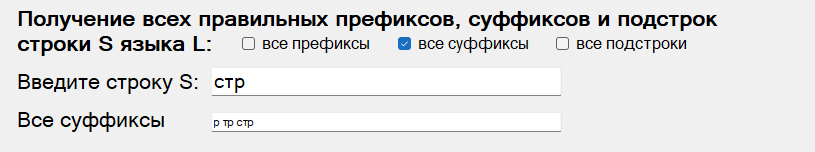 Получение всех правильных префиксов, суффиксов и подстрок
строки S языка L: все префиксы все суффиксы все подстроки
Введите строку S: стр
Все суффиксы р тр стр